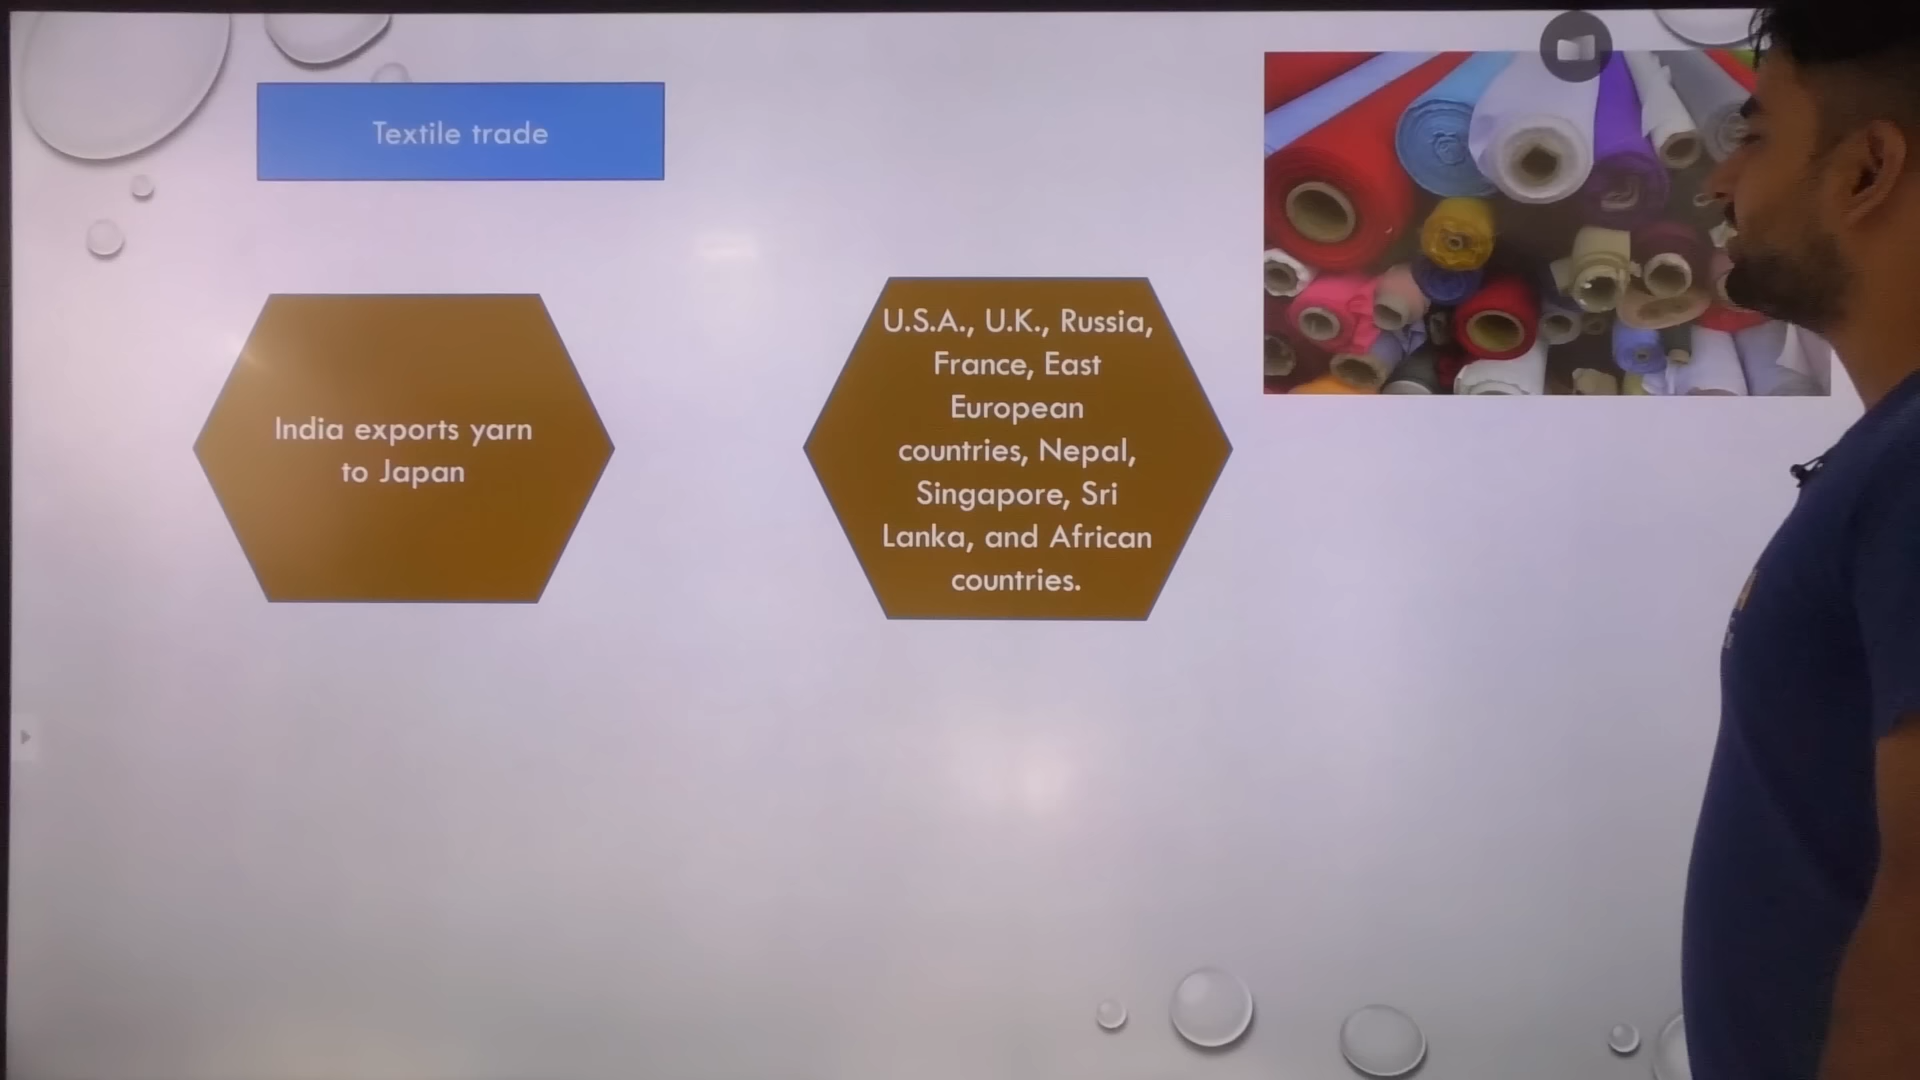 Textile trade
India exports yarn
to Japan
U.S.A., U.K., Russia,
France, East
European
countries, Nepal,
Singapore, Sri
Lanka, and African
countries.